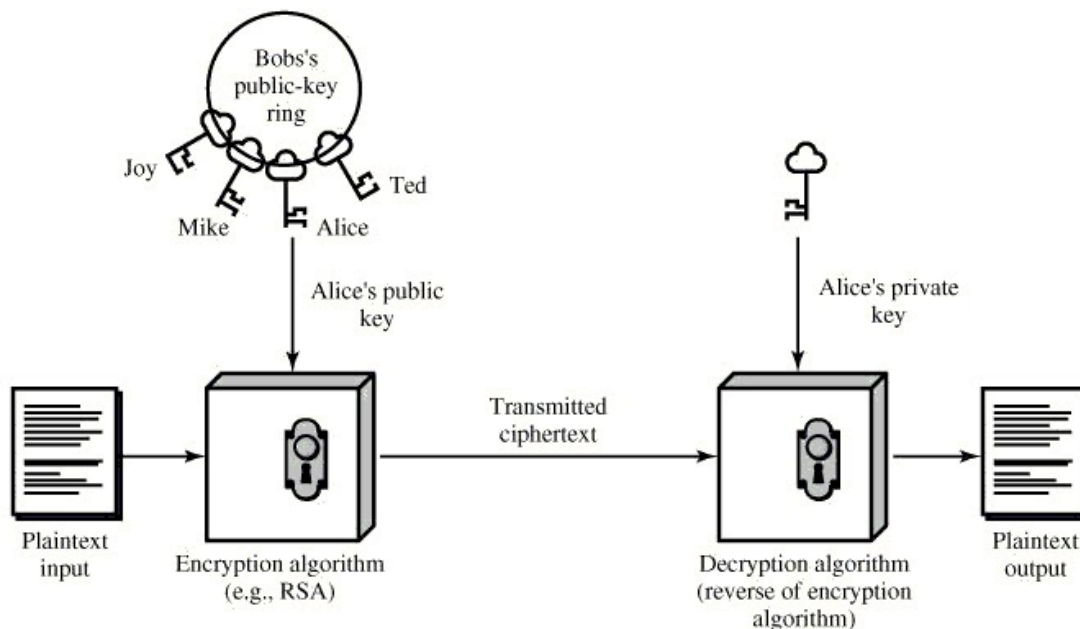 Bobs's
public-key
ring
Joy
Ted
Mike
Alice
Alice's public
key
Alice's private
key
Transmitted
ciphertext
Plaintext
input
Encryption algorithm
(e.g., RSA)
Decryption algorithm
(reverse of encryption
algorithm)
Plaintext
output